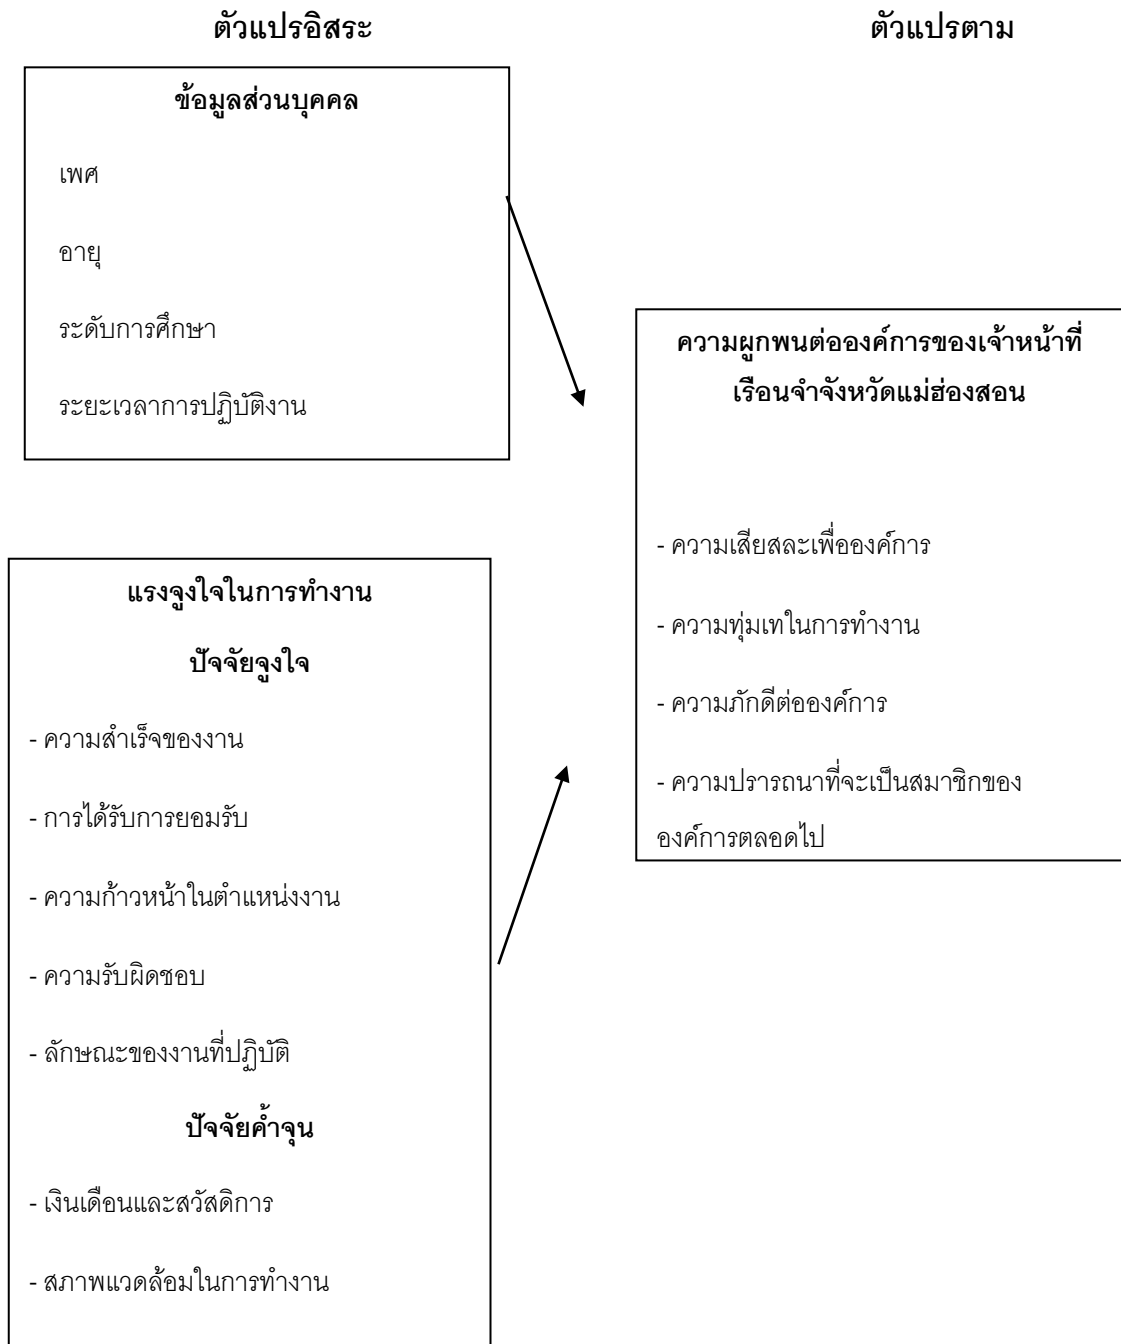 ตัวแปรอิสระ
ตัวแปรตาม
ข้อมูลส่วนบุคคล
เพศ
อายุ
ระดับการศึกษา
ระยะเวลาการปฏิบัติงาน
ความผูกพนต่อองค์การของเจ้าหน้าที่
เรือนจำจังหวัดแม่ฮ่องสอน
- ความเสียสละเพื่อองค์การ
- ความทุ่มเทในการทำงาน
- ความภักดีต่อองค์การ
- ความปรารถนาที่จะเป็นสมาชิกของ
องค์การตลอดไป
แรงจูงใจในการทำงาน
ปัจจัยจูงใจ
- ความสำเร็จของงาน
- การได้รับการยอมรับ
- ความก้าวหน้าในตำแหน่งงาน
- ความรับผิดชอบ
- ลักษณะของงานที่ปฏิบัติ
ปัจจัยค้ำจุน
- เงินเดือนและสวัสดิการ
- สภาพแวดล้อมในการทำงาน